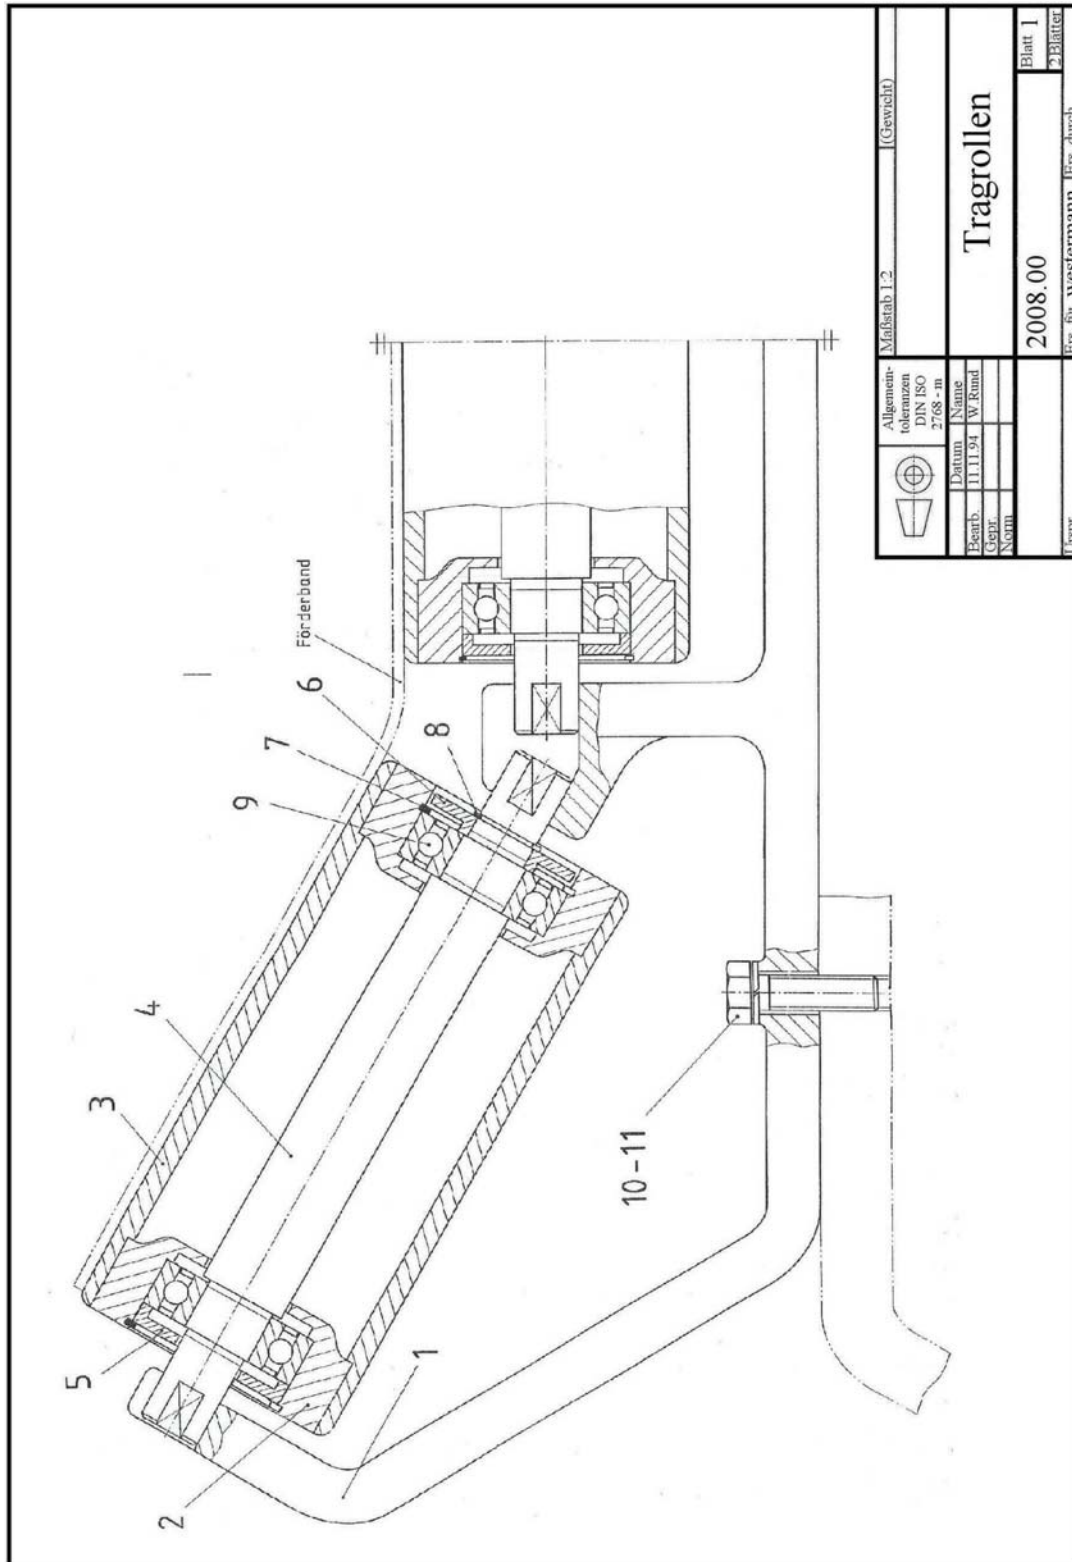 Förderband
1
2
3
4
5
6
7
8
9
10-11
Allgemein-
toleranzen
DIN ISO
2768 - m
Maßstab 1:2
(Gewicht)
Datum
Name
Bearb.
11.11.94
W.Rund
Gepr.
Norm
Tragrollen
2008.00
Blatt 1
2 Blätter
Westermann